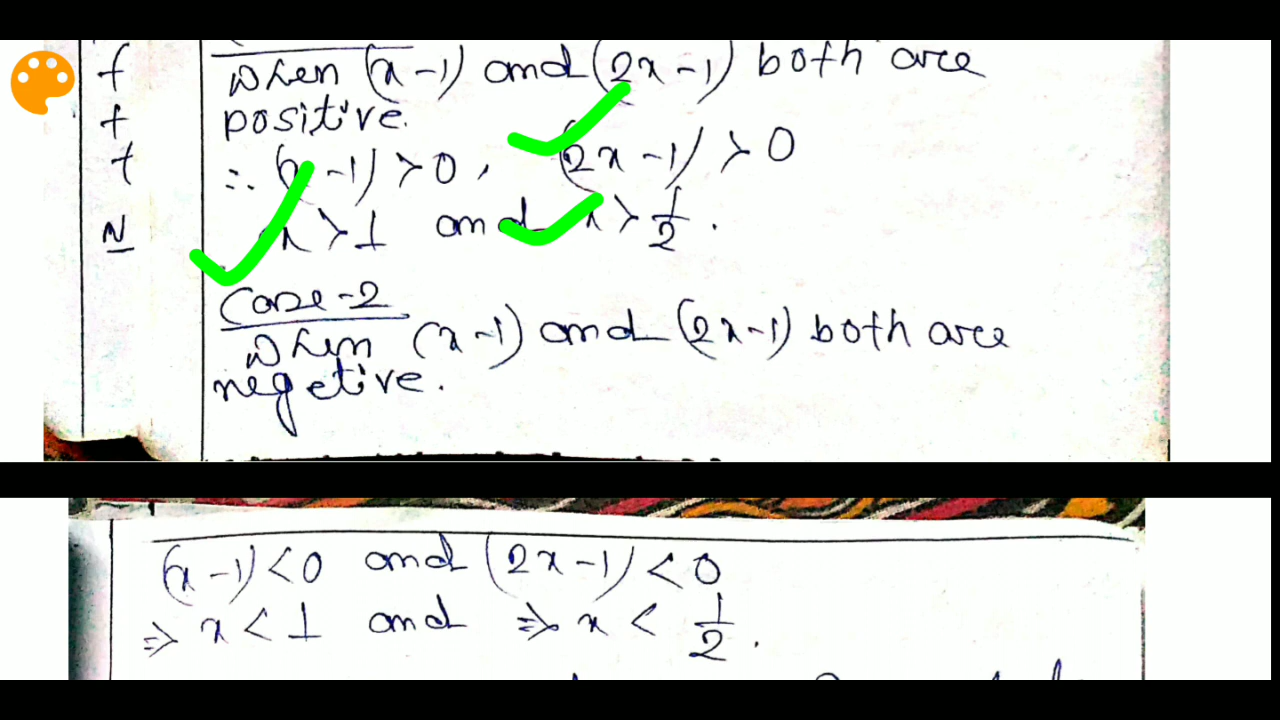 f
when (x-1) and (2x-1) both are
f
positive.
t
∴ (x-1) > 0, (2x-1) > 0
N
x > 1 and x > 1/2.
Case-2
when (x-1) and (2x-1) both are
negetive.
(x-1) < 0 and (2x-1) < 0
⇒ x < 1 and ⇒ x < 1/2.